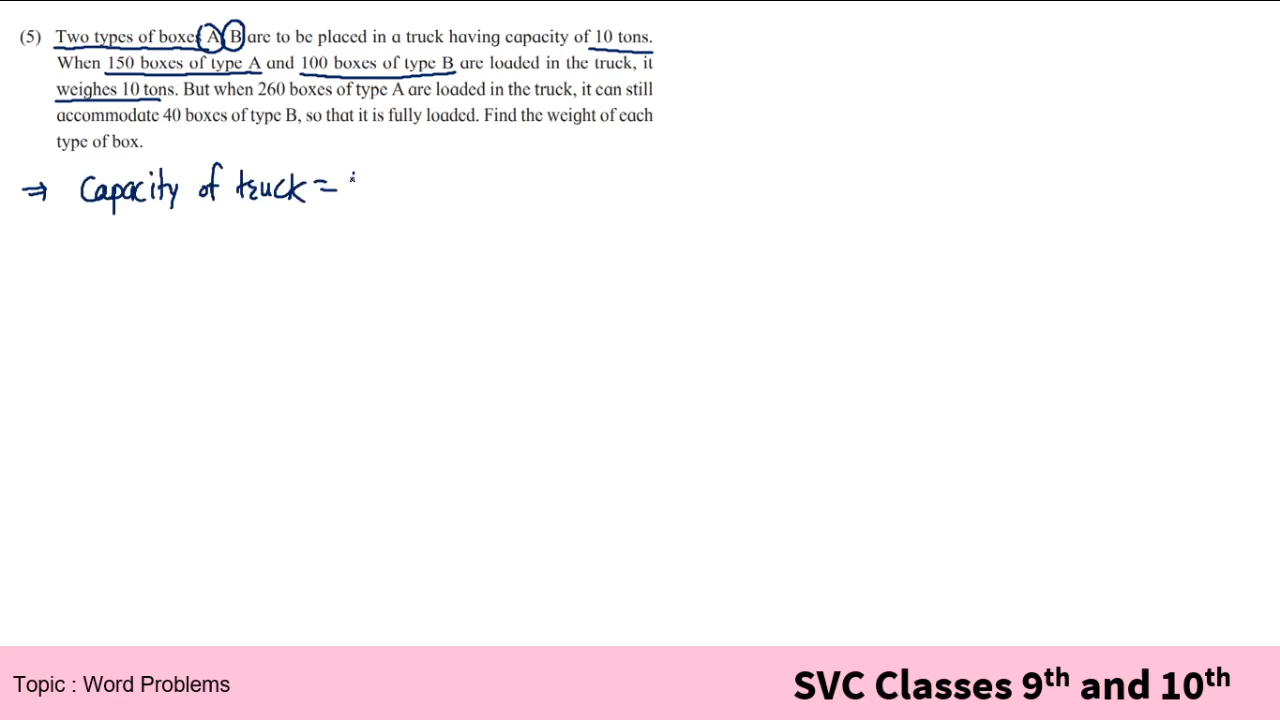 (5) Two types of boxes A, B are to be placed in a truck having capacity of 10 tons.
When 150 boxes of type A and 100 boxes of type B are loaded in the truck, it
weighes 10 tons. But when 260 boxes of type A are loaded in the truck, it can still
accommodate 40 boxes of type B, so that it is fully loaded. Find the weight of each
type of box.
⇒ Capacity of truck =
Topic : Word Problems
SVC Classes 9th and 10th